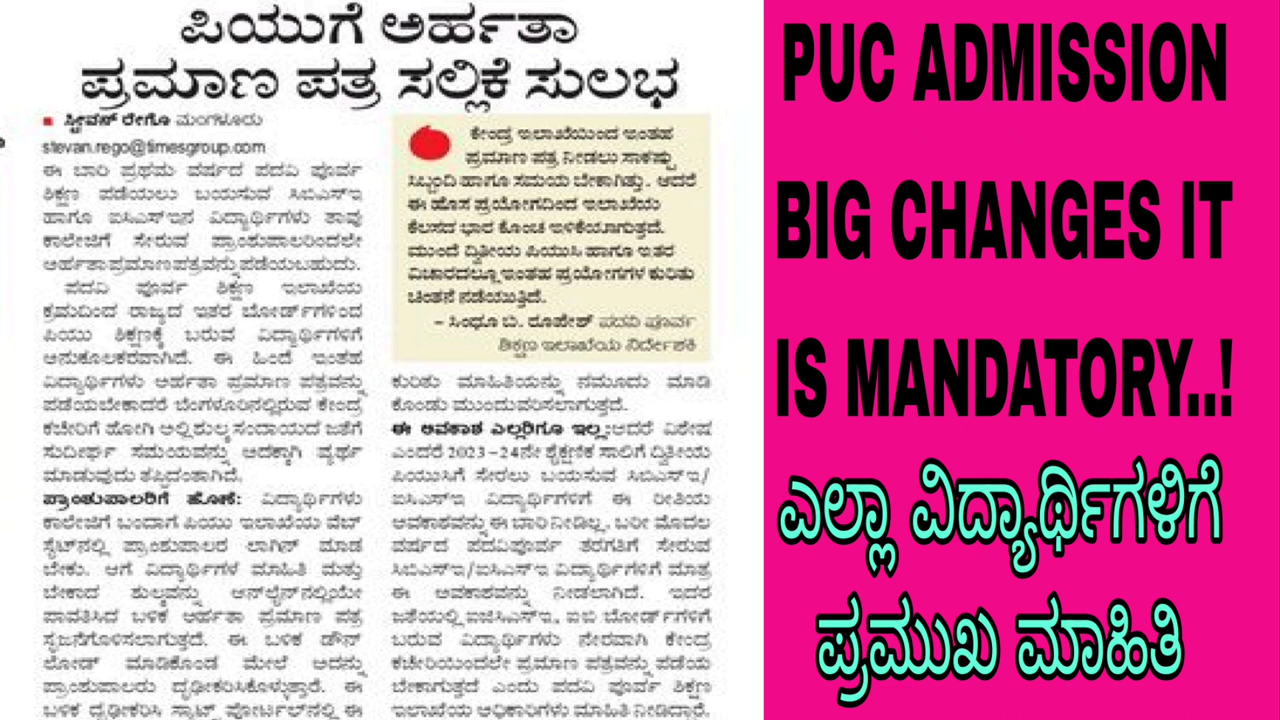 ಪಿಯುಗೆ ಅರ್ಹತಾ
ಪ್ರಮಾಣ ಪತ್ರ ಸಲ್ಲಿಕೆ ಸುಲಭ
ಸ್ಟೀವನ್ ರೇಗೊ ಮಂಗಳೂರು
stevan.rego@timesgroup.com
ಈ ಬಾರಿ ಪ್ರಥಮ ವರ್ಷದ ಪದವಿ ಪೂರ್ವ
ಶಿಕ್ಷಣ ಪಡೆಯಲು ಬಯಸುವ ಸಿಬಿಎಸ್‌ಇ
ಹಾಗೂ ಐಸಿಎಸ್‌ಇನ ವಿದ್ಯಾರ್ಥಿಗಳು ತಾವು
ಕಾಲೇಜಿಗೆ ಸೇರುವ ಪ್ರಾಂಶುಪಾಲರಿಂದಲೇ
ಅರ್ಹತಾ ಪ್ರಮಾಣ ಪತ್ರವನ್ನು ಪಡೆಯಬಹುದು.
ಪದವಿ ಪೂರ್ವ ಶಿಕ್ಷಣ ಇಲಾಖೆಯ
ಕ್ರಮದಿಂದ ರಾಜ್ಯದ ಇತರ ಬೋರ್ಡ್‌ಗಳಿಂದ
ಪಿಯು ಶಿಕ್ಷಣಕ್ಕೆ ಬರುವ ವಿದ್ಯಾರ್ಥಿಗಳಿಗೆ
ಅನುಕೂಲಕರವಾಗಿದೆ. ಈ ಹಿಂದೆ ಇಂತಹ
ವಿದ್ಯಾರ್ಥಿಗಳು ಅರ್ಹತಾ ಪ್ರಮಾಣ ಪತ್ರವನ್ನು
ಪಡೆಯಬೇಕಾದರೆ ಬೆಂಗಳೂರಿನಲ್ಲಿರುವ ಕೇಂದ್ರ
ಕಚೇರಿಗೆ ಹೋಗಿ ಅಲ್ಲಿ ಶುಲ್ಕ ಸಂದಾಯದ ಜತೆಗೆ
ಸುದೀರ್ಘ ಸಮಯವನ್ನು ಅದಕ್ಕಾಗಿ ವ್ಯರ್ಥ
ಮಾಡುವುದು ತಪ್ಪಿದಂತಾಗಿದೆ.
ಪ್ರಾಂಶುಪಾಲರಿಗೆ ಹೊಣೆ: ವಿದ್ಯಾರ್ಥಿಗಳು
ಕಾಲೇಜಿಗೆ ಬಂದಾಗ ಪಿಯು ಇಲಾಖೆಯ ವೆಬ್
ಸೈಟ್‌ನಲ್ಲಿ ಪ್ರಾಂಶುಪಾಲರ ಲಾಗಿನ್ ಮಾಡ
ಬೇಕು. ಆಗ ವಿದ್ಯಾರ್ಥಿಗಳ ಮಾಹಿತಿ ಮತ್ತು
ಬೇಕಾದ ಶುಲ್ಕವನ್ನು ಆನ್‌ಲೈನ್‌ನಲ್ಲಿಯೇ
ಪಾವತಿಸಿದ ಬಳಿಕ ಅರ್ಹತಾ ಪ್ರಮಾಣ ಪತ್ರ
ಸೃಜನೆಗೊಳಿಸಲಾಗುತ್ತದೆ. ಈ ಬಳಿಕ ಡೌನ್
ಲೋಡ್ ಮಾಡಿಕೊಂಡ ಮೇಲೆ ಅದನ್ನು
ಪ್ರಾಂಶುಪಾಲರು ದೃಢೀಕರಿಸಿಕೊಳ್ಳುತ್ತಾರೆ. ಈ
ಬಳಿಕ ದೃಢೀಕರಿಸಿ ಸ್ಯಾಟ್ಸ್ ಪೋರ್ಟಲ್‌ನಲ್ಲಿ ಈ
ಕೇಂದ್ರ ಇಲಾಖೆಯಿಂದ ಇಂತಹ
ಪ್ರಮಾಣ ಪತ್ರ ನೀಡಲು ಸಾಕಷ್ಟು
ಸಿಬ್ಬಂದಿ ಹಾಗೂ ಸಮಯ ಬೇಕಾಗಿತ್ತು. ಆದರೆ
ಈ ಹೊಸ ಪ್ರಯೋಗದಿಂದ ಇಲಾಖೆಯ
ಕೆಲಸದ ಭಾರ ಕೊಂಚ ಇಳಿಕೆಯಾಗುತ್ತದೆ.
ಮುಂದೆ ದ್ವಿತೀಯ ಪಿಯುಸಿ ಹಾಗೂ ಇತರ
ವಿಚಾರದಲ್ಲೂ ಇಂತಹ ಪ್ರಯೋಗಗಳ ಕುರಿತು
ಚಿಂತನೆ ನಡೆಯುತ್ತಿದೆ.
– ಸಿಂಧೂ ಬಿ. ರೂಪೇಶ್ ಪದವಿ ಪೂರ್ವ
ಶಿಕ್ಷಣ ಇಲಾಖೆಯ ನಿರ್ದೇಶಕಿ
ಕುರಿತು ಮಾಹಿತಿಯನ್ನು ನಮೂದು ಮಾಡಿ
ಕೊಂಡು ಮುಂದುವರಿಸಲಾಗುತ್ತದೆ.
ಈ ಅವಕಾಶ ಎಲ್ಲರಿಗೂ ಇಲ್ಲ: ಆದರೆ ವಿಶೇಷ
ಎಂದರೆ 2023–24ನೇ ಶೈಕ್ಷಣಿಕ ಸಾಲಿಗೆ ದ್ವಿತೀಯ
ಪಿಯುಸಿಗೆ ಸೇರಲು ಬಯಸುವ ಸಿಬಿಎಸ್‌ಇ/
ಐಸಿಎಸ್‌ಇ ವಿದ್ಯಾರ್ಥಿಗಳಿಗೆ ಈ ರೀತಿಯ
ಅವಕಾಶವನ್ನು ಈ ಬಾರಿ ನೀಡಿಲ್ಲ. ಬರೀ ಮೊದಲ
ವರ್ಷದ ಪದವಿಪೂರ್ವ ತರಗತಿಗೆ ಸೇರುವ
ಸಿಬಿಎಸ್‌ಇ/ಐಸಿಎಸ್‌ಇ ವಿದ್ಯಾರ್ಥಿಗಳಿಗೆ ಮಾತ್ರ
ಈ ಅವಕಾಶವನ್ನು ನೀಡಲಾಗಿದೆ. ಇದರ
ಜತೆಯಲ್ಲಿ ಐಜಿಸಿಎಸ್‌ಇ, ಐಬಿ ಬೋರ್ಡ್‌ಗಳಿಗೆ
ಬರುವ ವಿದ್ಯಾರ್ಥಿಗಳು ನೇರವಾಗಿ ಕೇಂದ್ರ
ಕಚೇರಿಯಿಂದಲೇ ಪ್ರಮಾಣ ಪತ್ರವನ್ನು ಪಡೆಯ
ಬೇಕಾಗುತ್ತದೆ ಎಂದು ಪದವಿ ಪೂರ್ವ ಶಿಕ್ಷಣ
ಇಲಾಖೆಯ ಅಧಿಕಾರಿಗಳು ಮಾಹಿತಿ ನೀಡಿದ್ದಾರೆ.
PUC ADMISSION
BIG CHANGES IT
IS MANDATORY..!
ಎಲ್ಲಾ ವಿದ್ಯಾರ್ಥಿಗಳಿಗೆ
ಪ್ರಮುಖ ಮಾಹಿತಿ